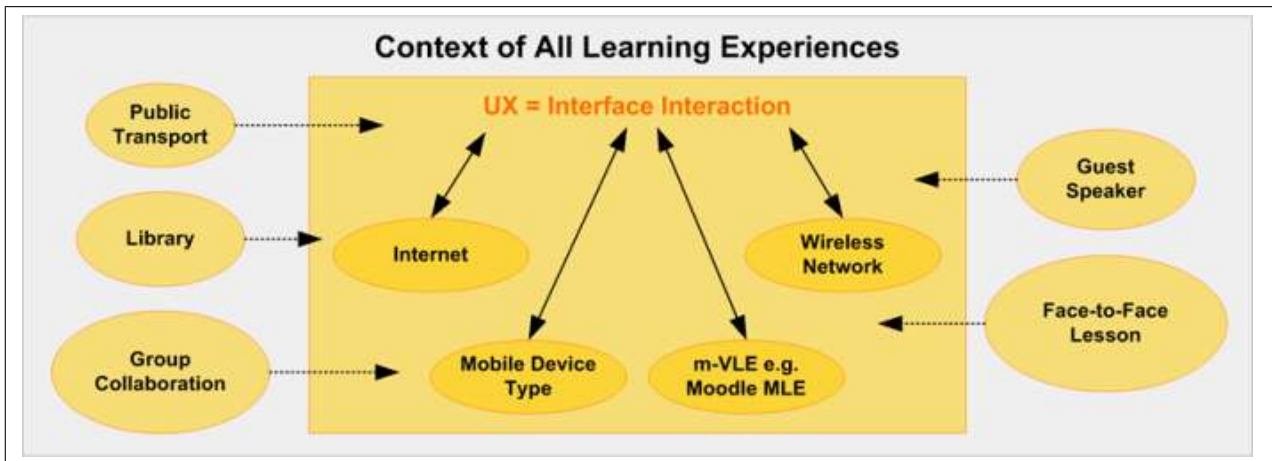 Context of All Learning Experiences
UX = Interface Interaction
Public
Transport
Library
Group
Collaboration
Internet
Mobile Device
Type
m-VLE e.g.
Moodle MLE
Wireless
Network
Guest
Speaker
Face-to-Face
Lesson